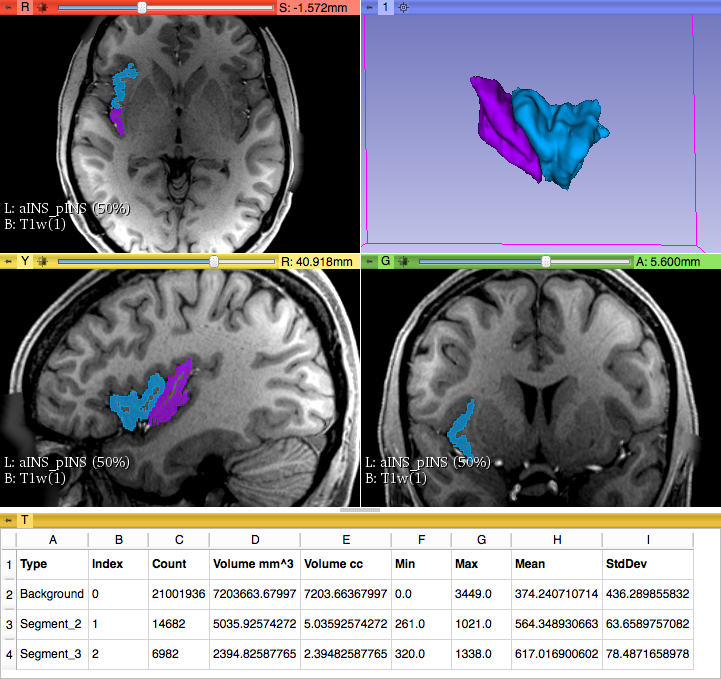 R S: -1.572mm
1
L: aINS_pINS (50%)
B: T1w(1)
Y R: 40.918mm
G A: 5.600mm
L: aINS_pINS (50%)
B: T1w(1)
L: aINS_pINS (50%)
B: T1w(1)
T
A B C D E F G H I
1 Type Index Count Volume mm^3 Volume cc Min Max Mean StdDev
2 Background 0 21001936 7203663.67997 7203.66367997 0.0 3449.0 374.240710714 436.289855832
3 Segment_2 1 14682 5035.92574272 5.03592574272 261.0 1021.0 564.348930663 63.6589757082
4 Segment_3 2 6982 2394.82587765 2.39482587765 320.0 1338.0 617.016900602 78.4871658978